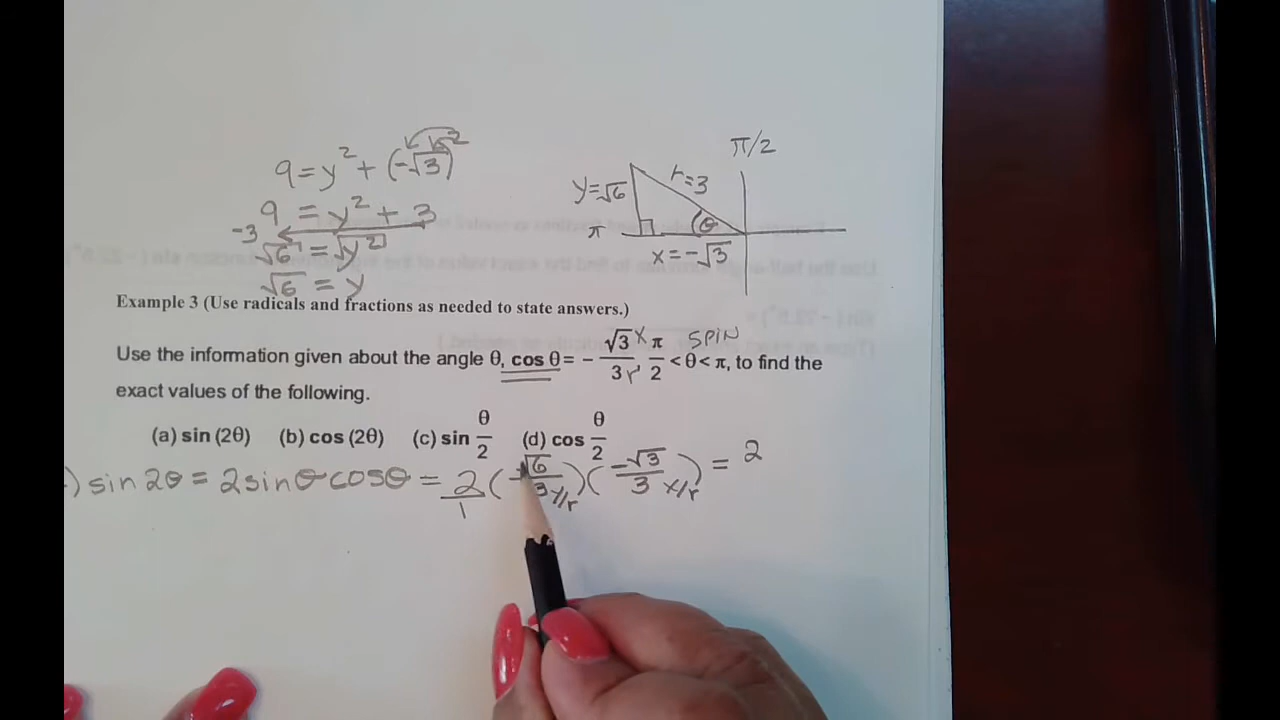 π/2
9 = y² + (-√3)²
y = √6
r = 3
9 = y² + 3
π
θ
-3
√6 = √y²
x = -√3
√6 = y
Example 3 (Use radicals and fractions as needed to state answers.)
Use the information given about the angle θ, cos θ = - √3/3, π/2 < θ < π, to find the
x
r
SPIN
exact values of the following.
(a) sin (2θ) (b) cos (2θ) (c) sin θ/2 (d) cos θ/2
) sin 2θ = 2 sin θ cos θ = 2/1 (√6/3 y/r)(-√3/3 x/r) = 2